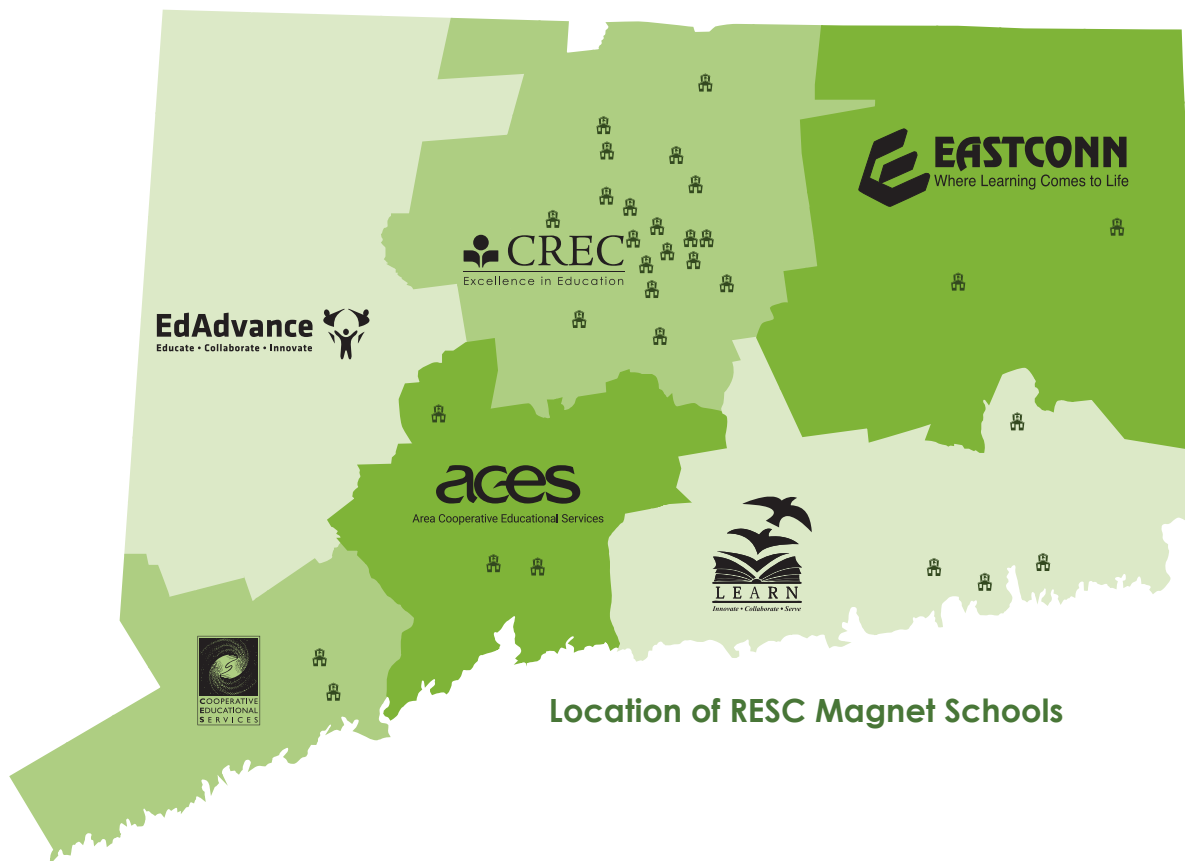 EASTCONN
Where Learning Comes to Life
CREC
Excellence in Education
EdAdvance
Educate • Collaborate • Innovate
aces
Area Cooperative Educational Services
LEARN
Innovate • Collaborate • Serve
S
COOPERATIVE
EDUCATIONAL
SERVICES
Location of RESC Magnet Schools